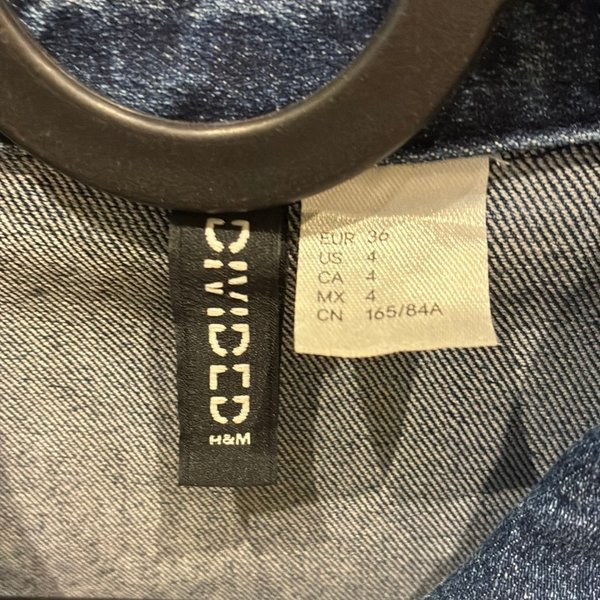 DIVIDED
H&M
EUR 36
US 4
CA 4
MX 4
CN 165/84A